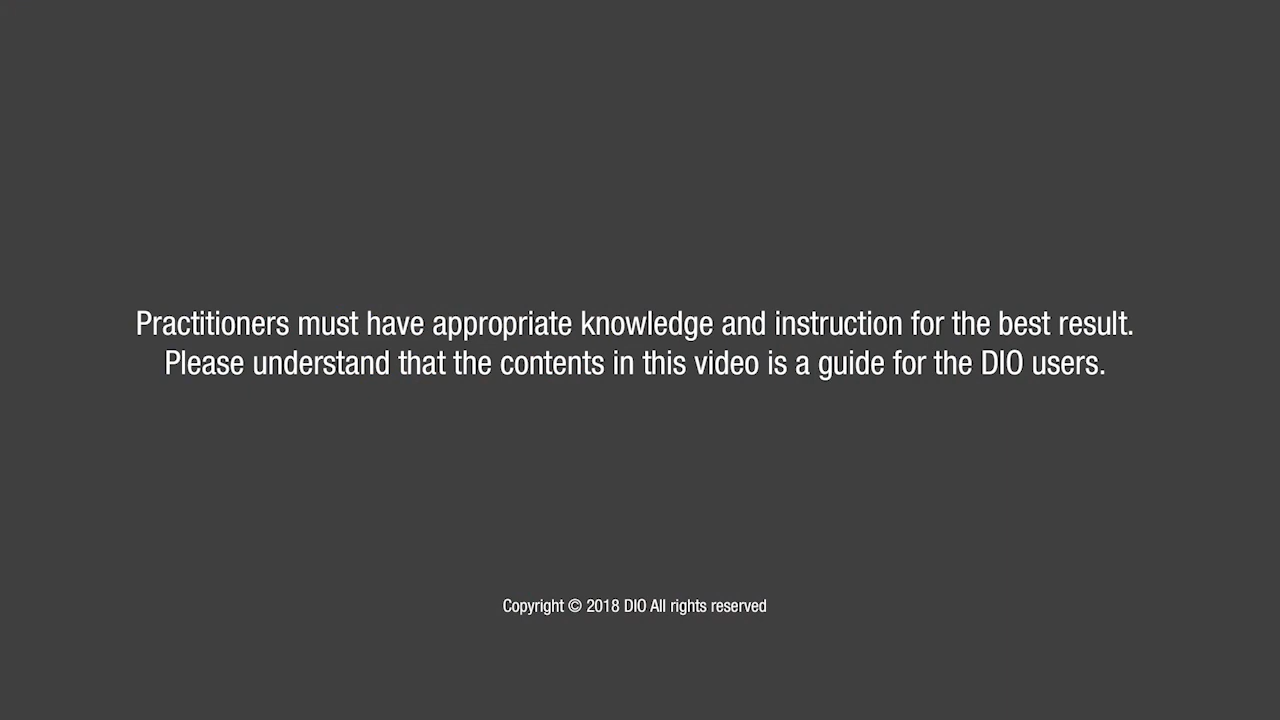 Practitioners must have appropriate knowledge and instruction for the best result.
Please understand that the contents in this video is a guide for the DIO users.
Copyright © 2018 DIO All rights reserved